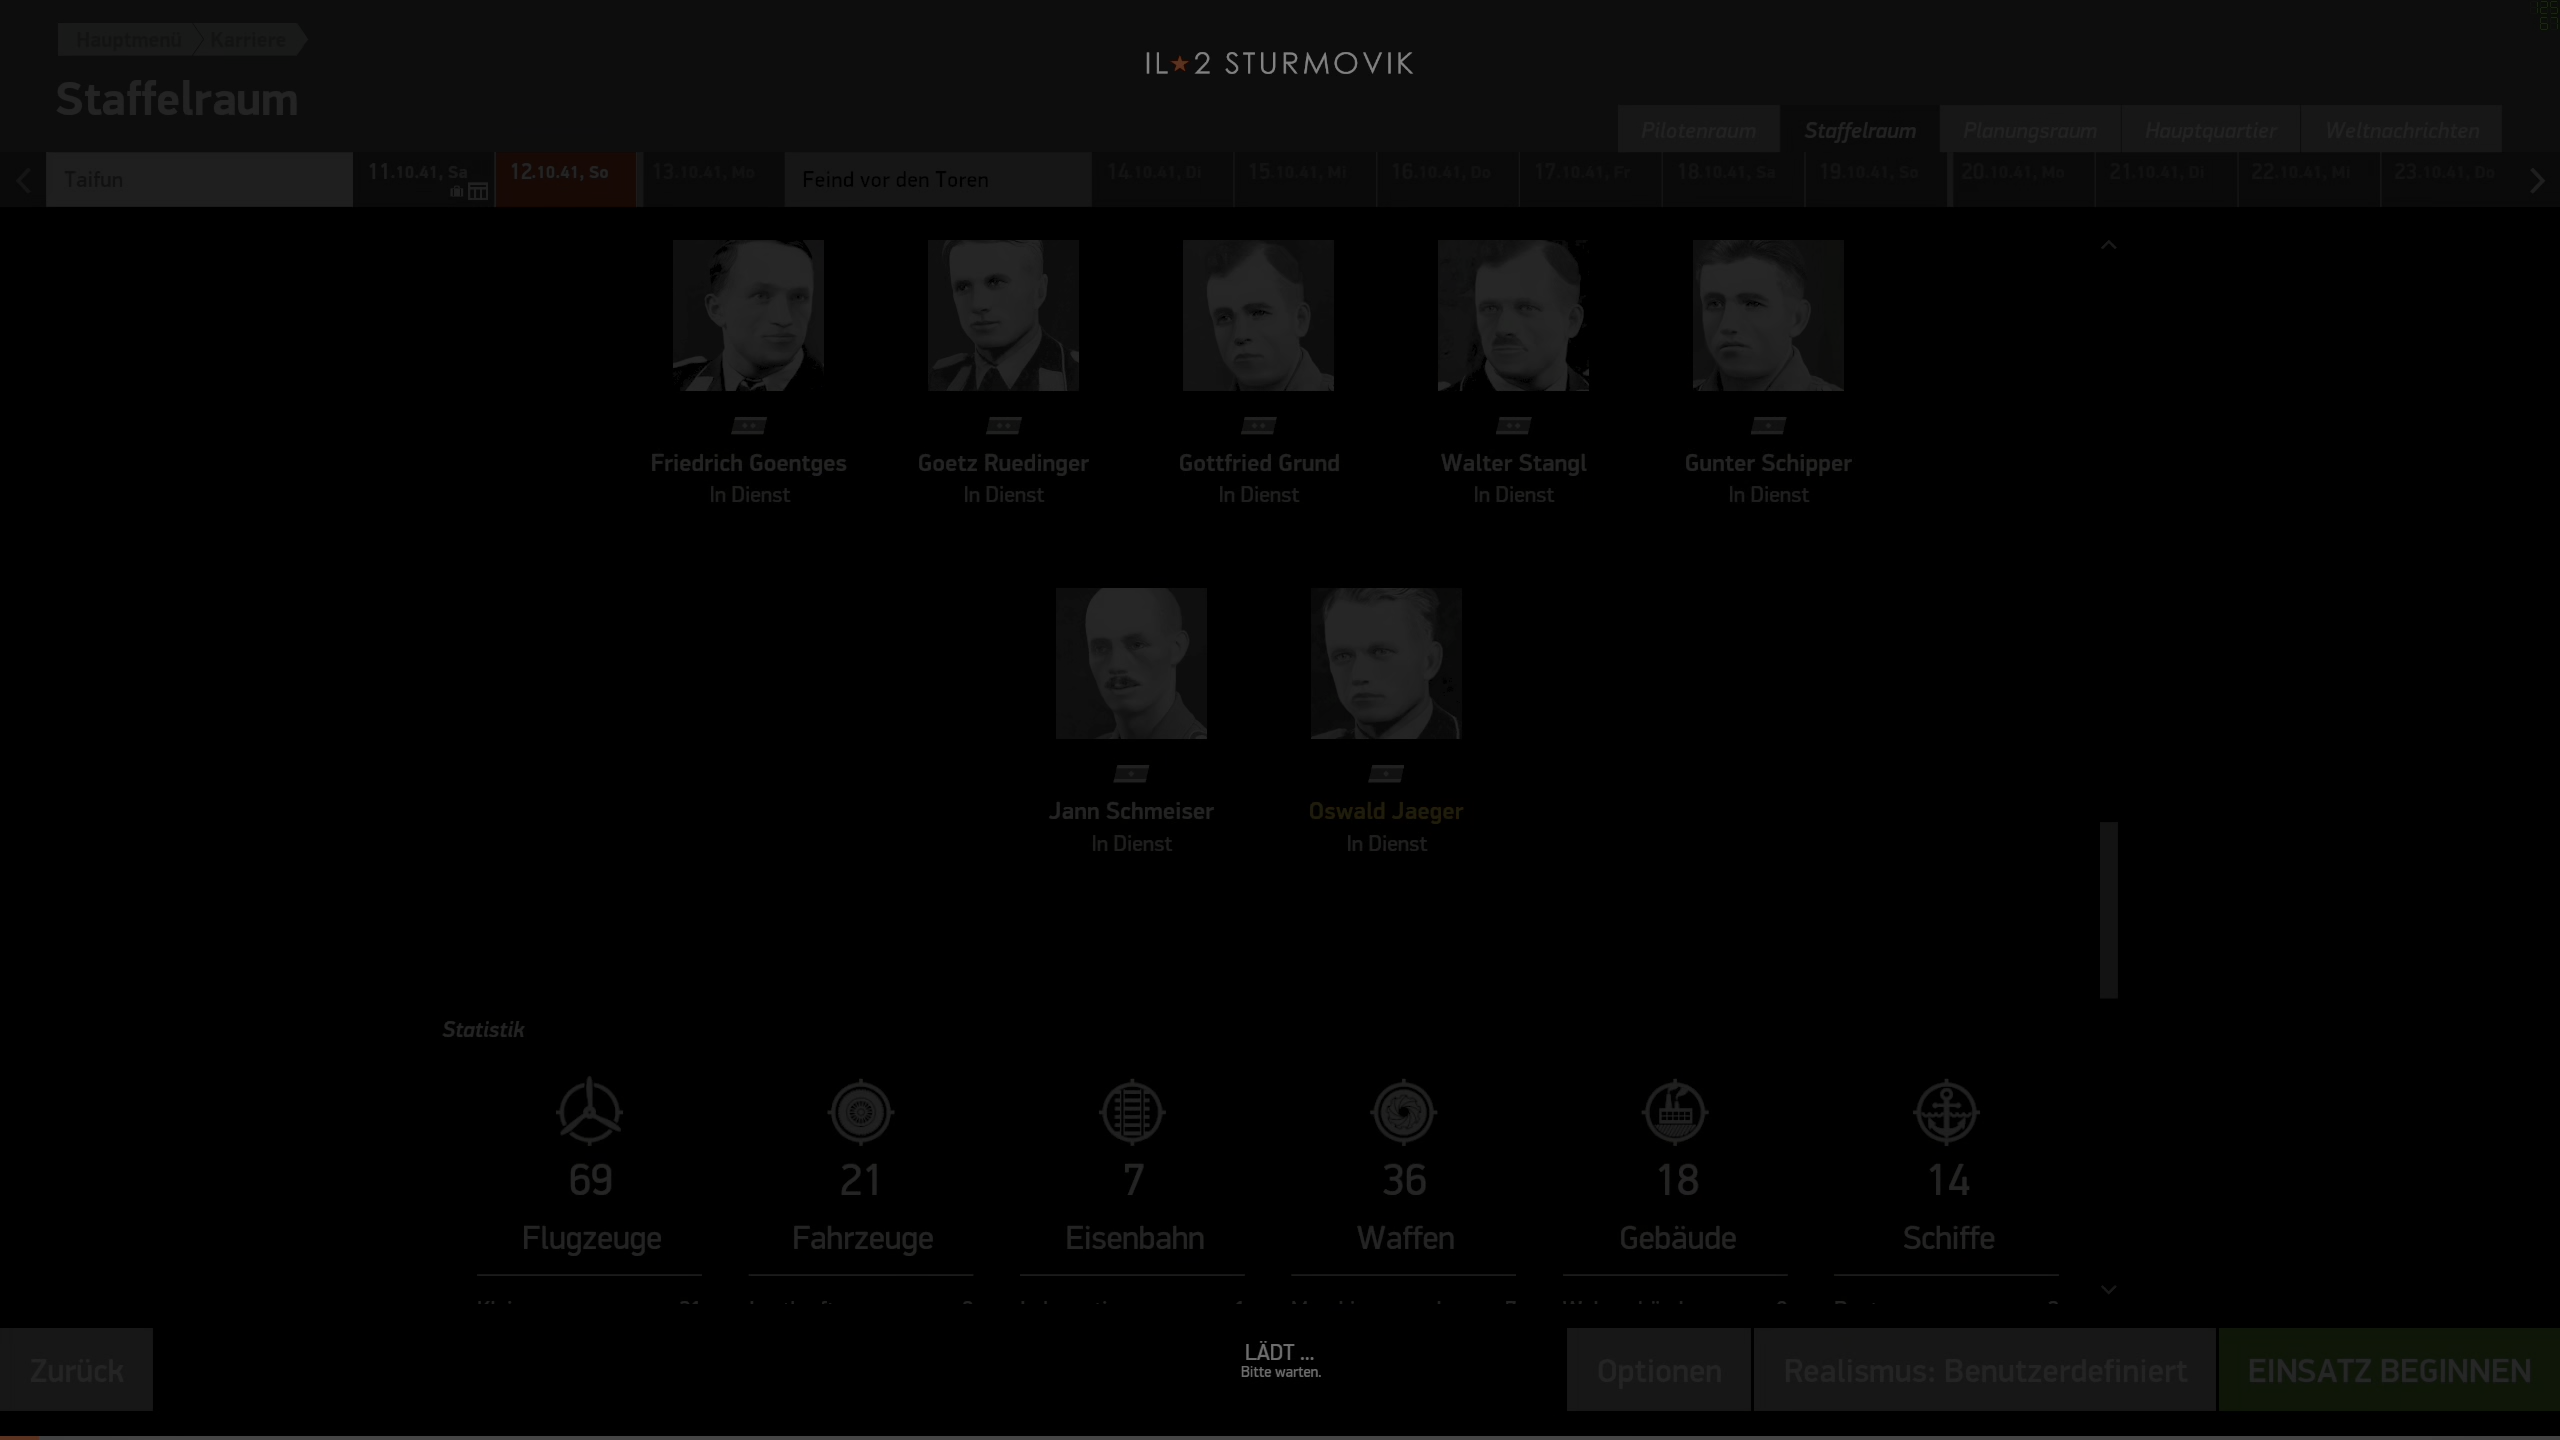 Hauptmenü Karriere
IL★2 STURMOVIK
Staffelraum
Pilotenraum Staffelraum Planungsraum Hauptquartier Weltnachrichten
Taifun 11.10.41, Sa 12.10.41, So 13.10.41, Mo Feind vor den Toren 14.10.41, Di 15.10.41, Mi 16.10.41, Do 17.10.41, Fr 18.10.41, Sa 19.10.41, So 20.10.41, Mo 21.10.41, Di 22.10.41, Mi 23.10.41, Do
Friedrich Goentges Goetz Ruedinger Gottfried Grund Walter Stangl Gunter Schipper
In Dienst In Dienst In Dienst In Dienst In Dienst
Jann Schmeiser Oswald Jaeger
In Dienst In Dienst
Statistik
69 21 7 36 18 14
Flugzeuge Fahrzeuge Eisenbahn Waffen Gebäude Schiffe
Zurück
LÄDT ...
Bitte warten.
Optionen Realismus: Benutzerdefiniert EINSATZ BEGINNEN